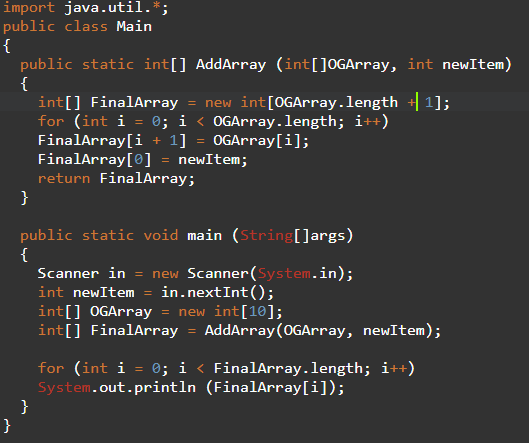 import java.util.*;
public class Main
{
  public static int[] AddArray (int[]OGArray, int newItem)
  {
    int[] FinalArray = new int[OGArray.length + 1];
    for (int i = 0; i < OGArray.length; i++)
    FinalArray[i + 1] = OGArray[i];
    FinalArray[0] = newItem;
    return FinalArray;
  }

  public static void main (String[]args)
  {
    Scanner in = new Scanner(System.in);
    int newItem = in.nextInt();
    int[] OGArray = new int[10];
    int[] FinalArray = AddArray(OGArray, newItem);

    for (int i = 0; i < FinalArray.length; i++)
    System.out.println (FinalArray[i]);
  }
}